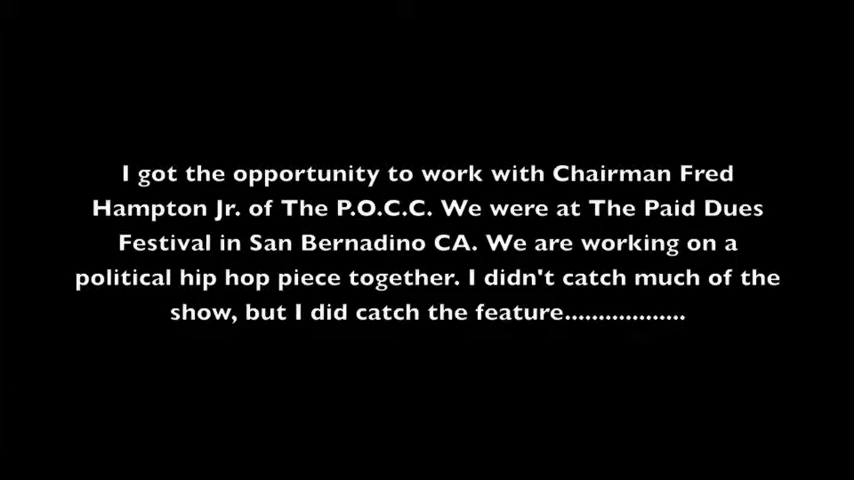 I got the opportunity to work with Chairman Fred
Hampton Jr. of The P.O.C.C. We were at The Paid Dues
Festival in San Bernadino CA. We are working on a
political hip hop piece together. I didn't catch much of the
show, but I did catch the feature..................